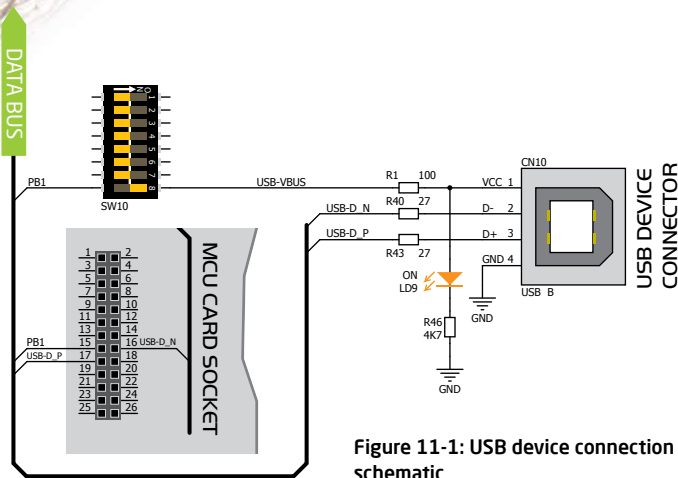 DATA BUS
ON
1
2
3
4
5
6
7
8
SW10
PB1
USB-VBUS
R1 100
VCC 1
CN10
USB-D_N
R40 27
D- 2
USB-D_P
R43 27
D+ 3
GND 4
USB B
USB DEVICE
CONNECTOR
ON
LD9
GND
R46
4K7
GND
MCU CARD SOCKET
1 2
3 4
5 6
7 8
9 10
11 12
13 14
PB1 15 16 USB-D_N
USB-D_P 17 18
19 20
21 22
23 24
25 26
Figure 11-1: USB device connection
schematic